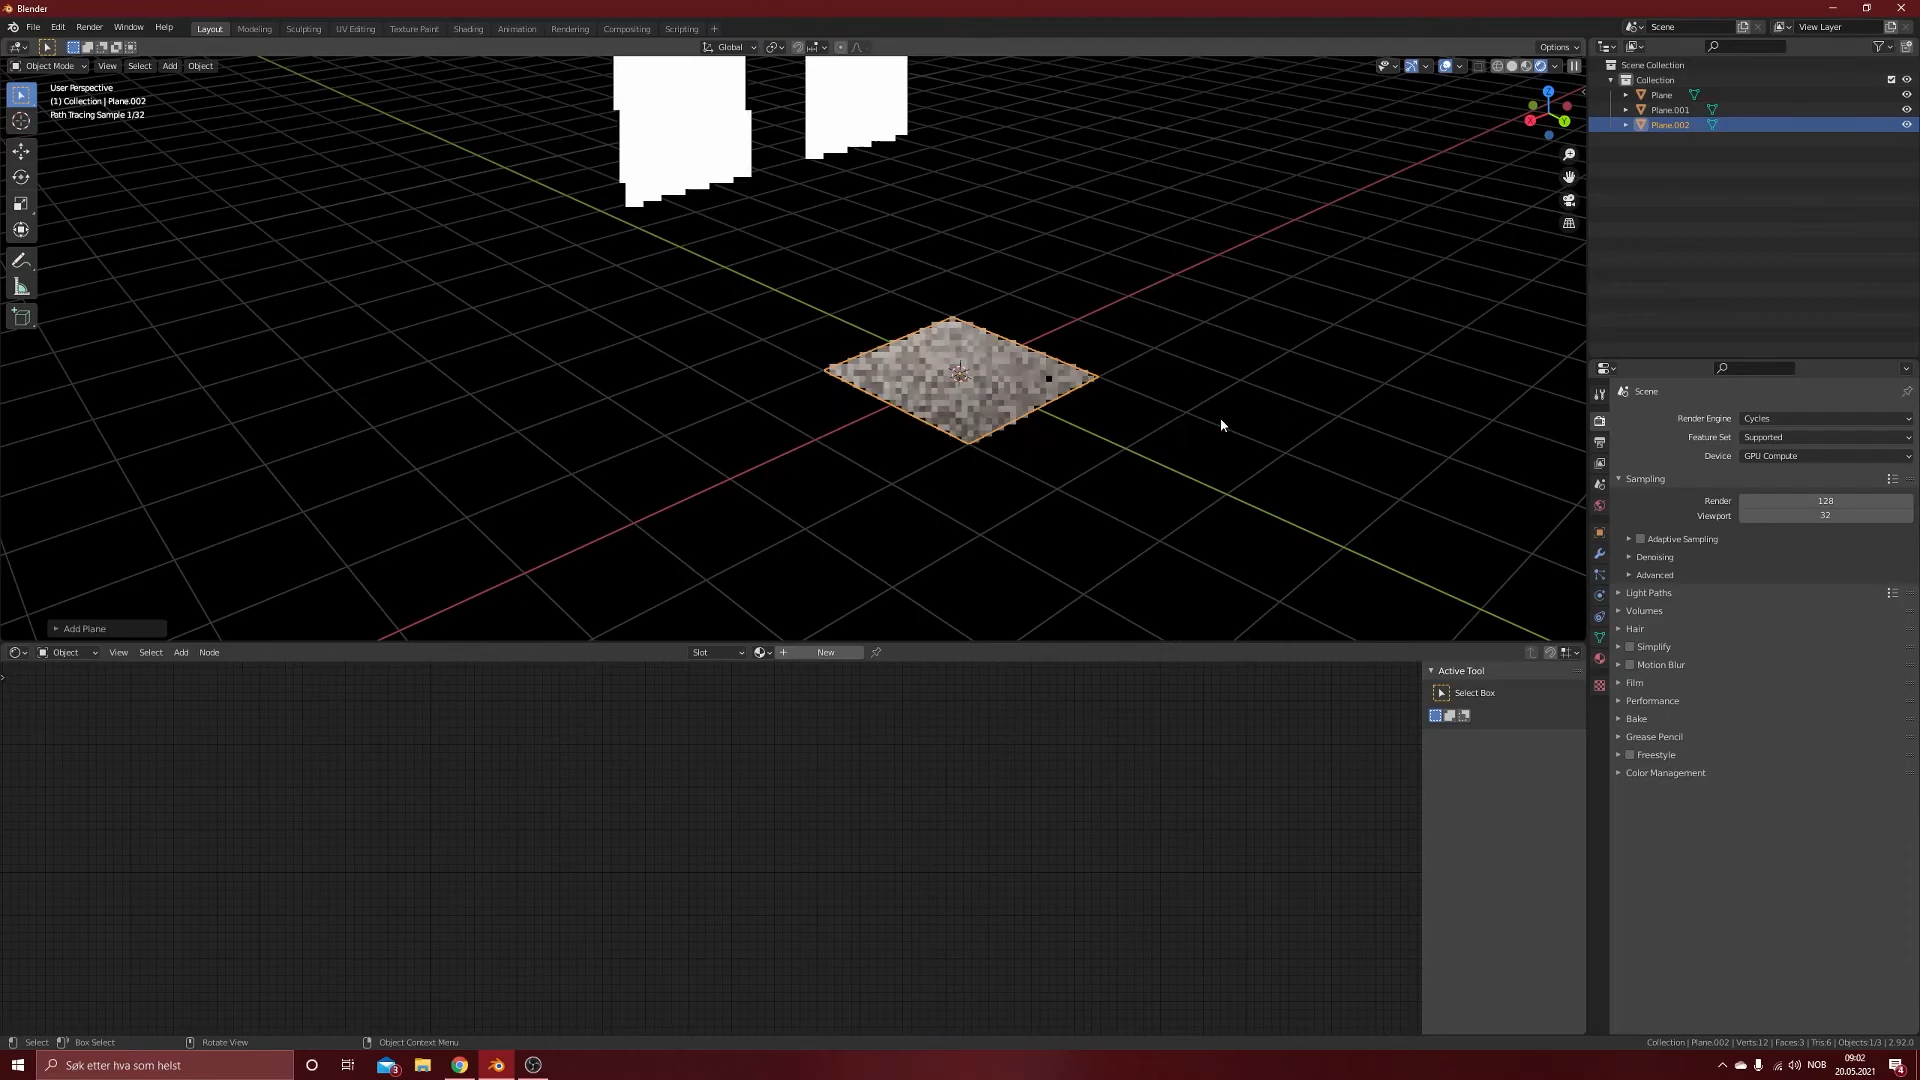 Blender
File Edit Render Window Help
Layout Modeling Sculpting UV Editing Texture Paint Shading Animation Rendering Compositing Scripting +
Scene
View Layer
Global
Options
Object Mode View Select Add Object
User Perspective
(1) Collection | Plane.002
Path Tracing Sample 1/32
Z
X
Y
Scene Collection
Collection
Plane
Plane.001
Plane.002
Scene
Render Engine Cycles
Feature Set Supported
Device GPU Compute
Sampling
Render 128
Viewport 32
Adaptive Sampling
Denoising
Advanced
Light Paths
Volumes
Hair
Simplify
Motion Blur
Film
Performance
Bake
Grease Pencil
Freestyle
Color Management
Add Plane
Object View Select Add Node
Slot
New
Active Tool
Select Box
Select Box Select Rotate View Object Context Menu
Collection | Plane.002 | Verts:12 | Faces:3 | Tris:6 | Objects:1/3 | 2.92.0
Søk etter hva som helst
3
NOB
09:02
20.05.2021
4